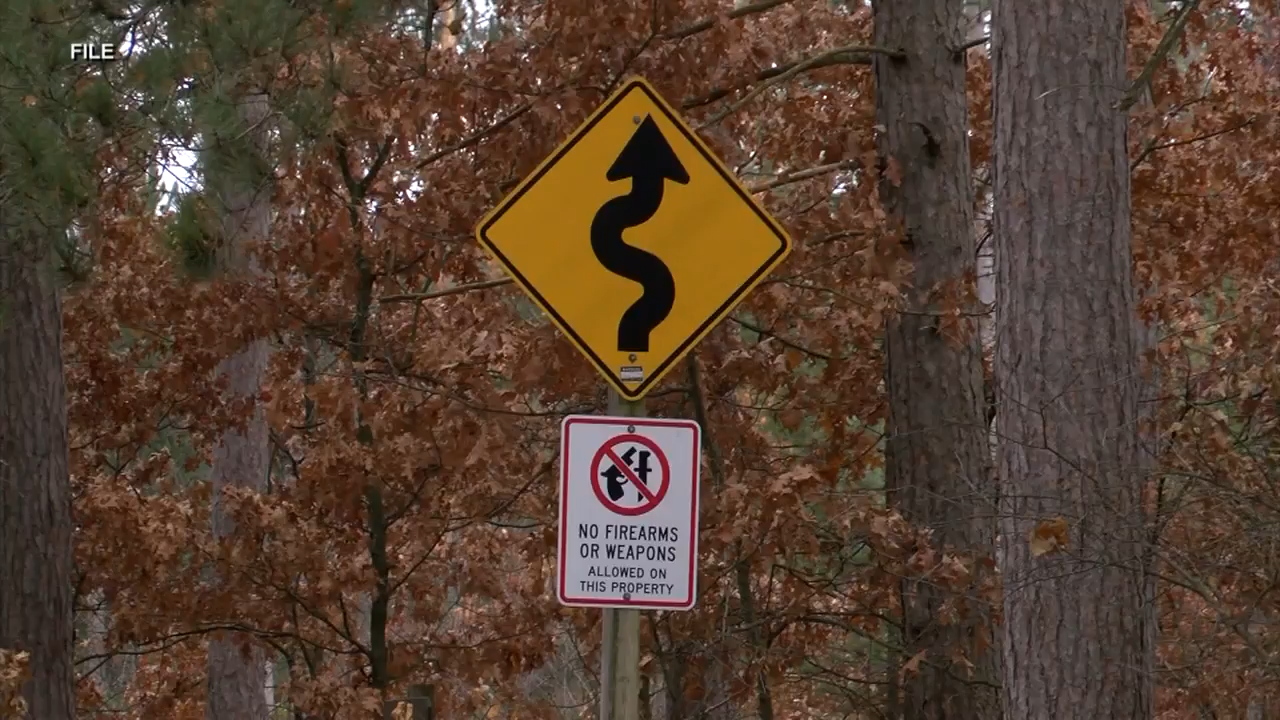 FILE
NO FIREARMS
OR WEAPONS
ALLOWED ON
THIS PROPERTY